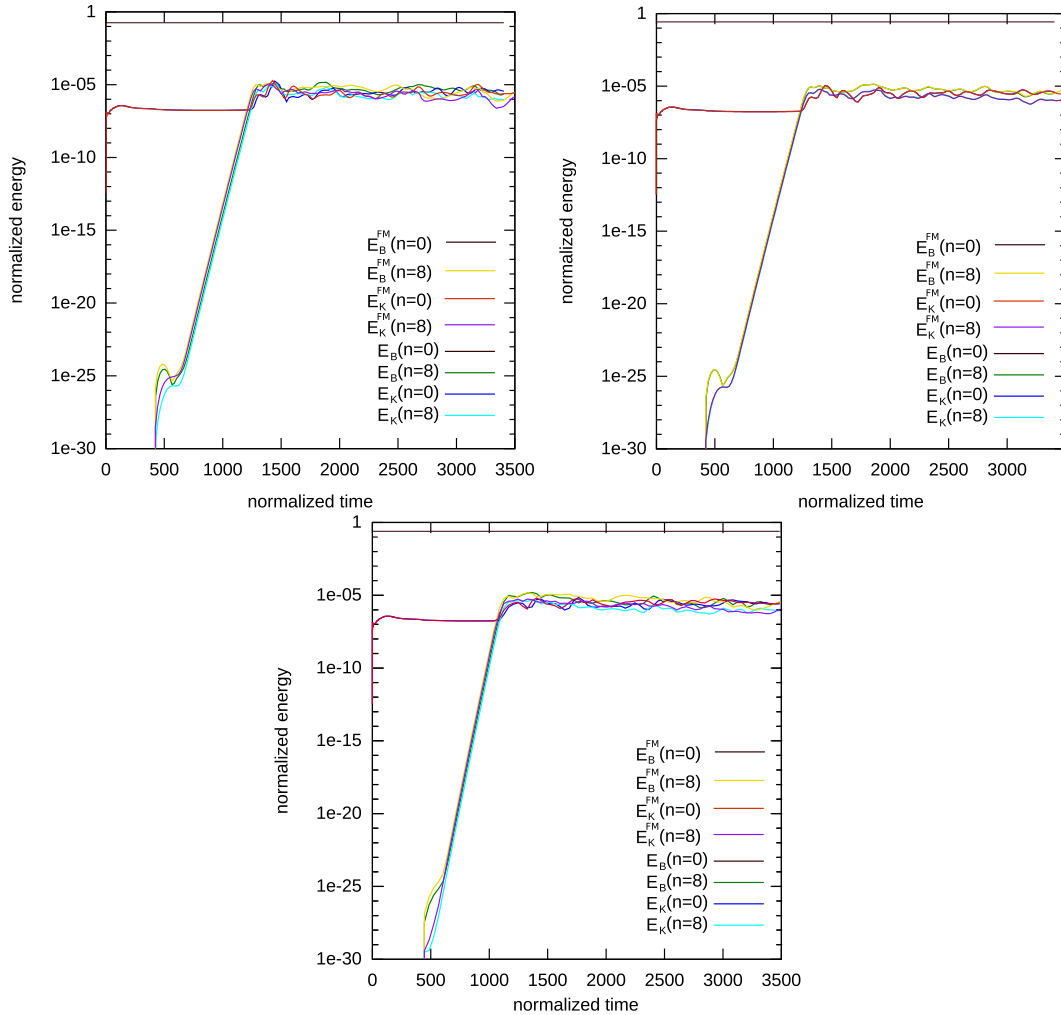 1
1e-05
1e-10
1e-15
1e-20
1e-25
1e-30
0 500 1000 1500 2000 2500 3000 3500
normalized energy
normalized time
E_B^FM(n=0)
E_B^FM(n=8)
E_K^FM(n=0)
E_K^FM(n=8)
E_B(n=0)
E_B(n=8)
E_K(n=0)
E_K(n=8)
1
1e-05
1e-10
1e-15
1e-20
1e-25
1e-30
0 500 1000 1500 2000 2500 3000
normalized energy
normalized time
E_B^FM(n=0)
E_B^FM(n=8)
E_K^FM(n=0)
E_K^FM(n=8)
E_B(n=0)
E_B(n=8)
E_K(n=0)
E_K(n=8)
1
1e-05
1e-10
1e-15
1e-20
1e-25
1e-30
0 500 1000 1500 2000 2500 3000 3500
normalized energy
normalized time
E_B^FM(n=0)
E_B^FM(n=8)
E_K^FM(n=0)
E_K^FM(n=8)
E_B(n=0)
E_B(n=8)
E_K(n=0)
E_K(n=8)